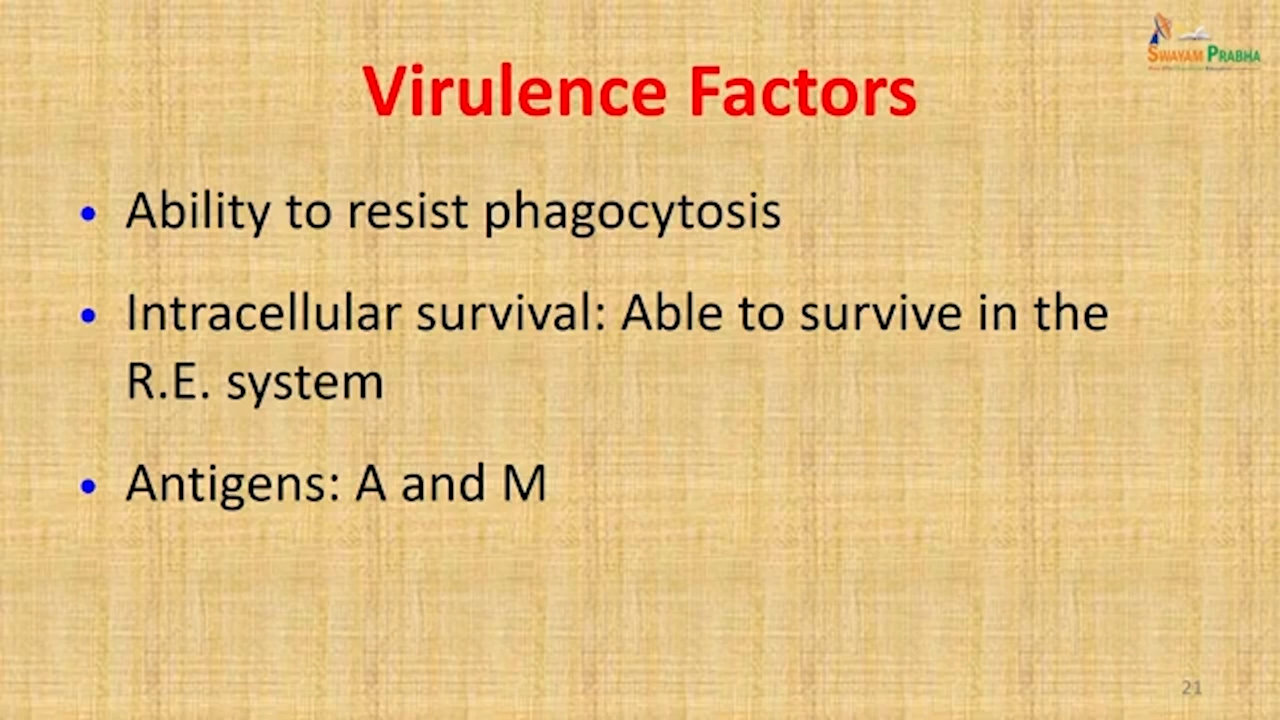 SWAYAM PRABHA
Virulence Factors
• Ability to resist phagocytosis
• Intracellular survival: Able to survive in the
R.E. system
• Antigens: A and M
21